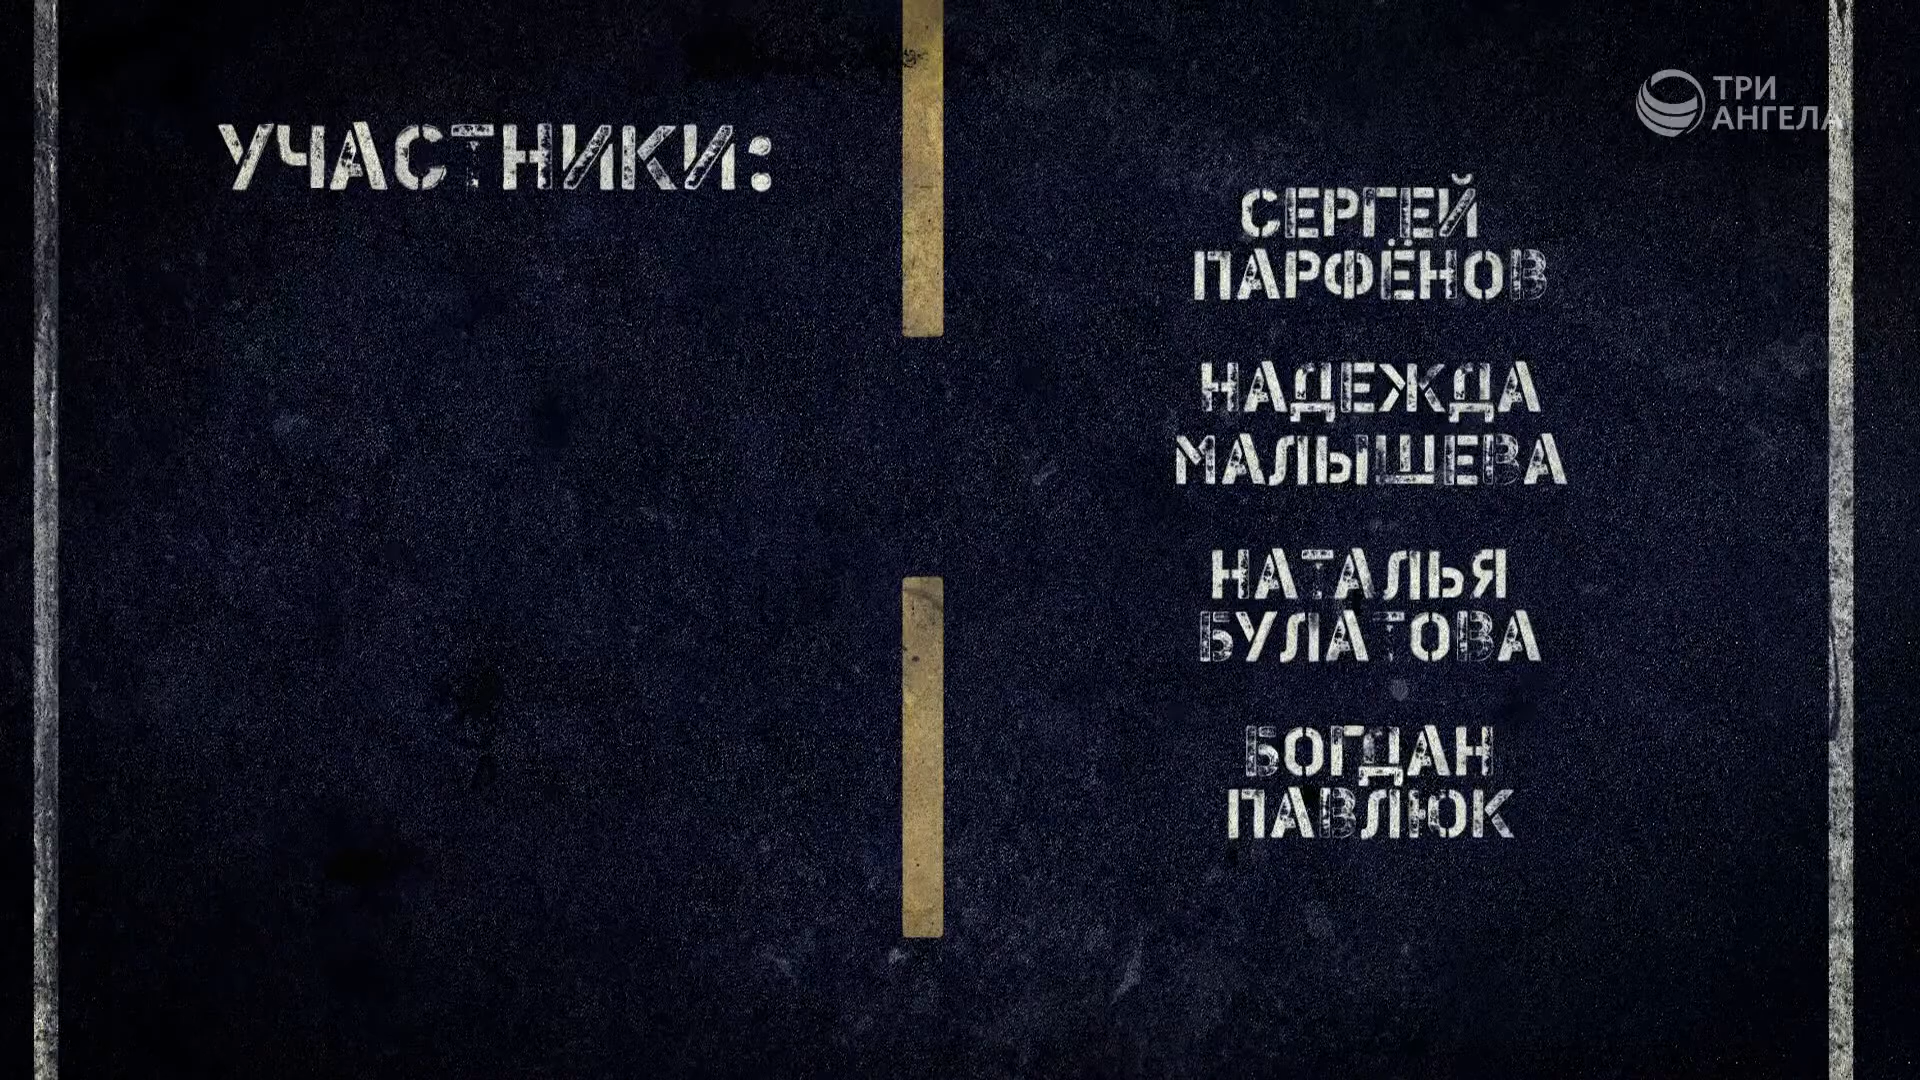 УЧАСТНИКИ:
ТРИ
АНГЕЛА
СЕРГЕЙ
ПАРФЁНОВ
НАДЕЖДА
МАЛЫШЕВА
НАТАЛЬЯ
БУЛАТОВА
БОГДАН
ПАВЛЮК